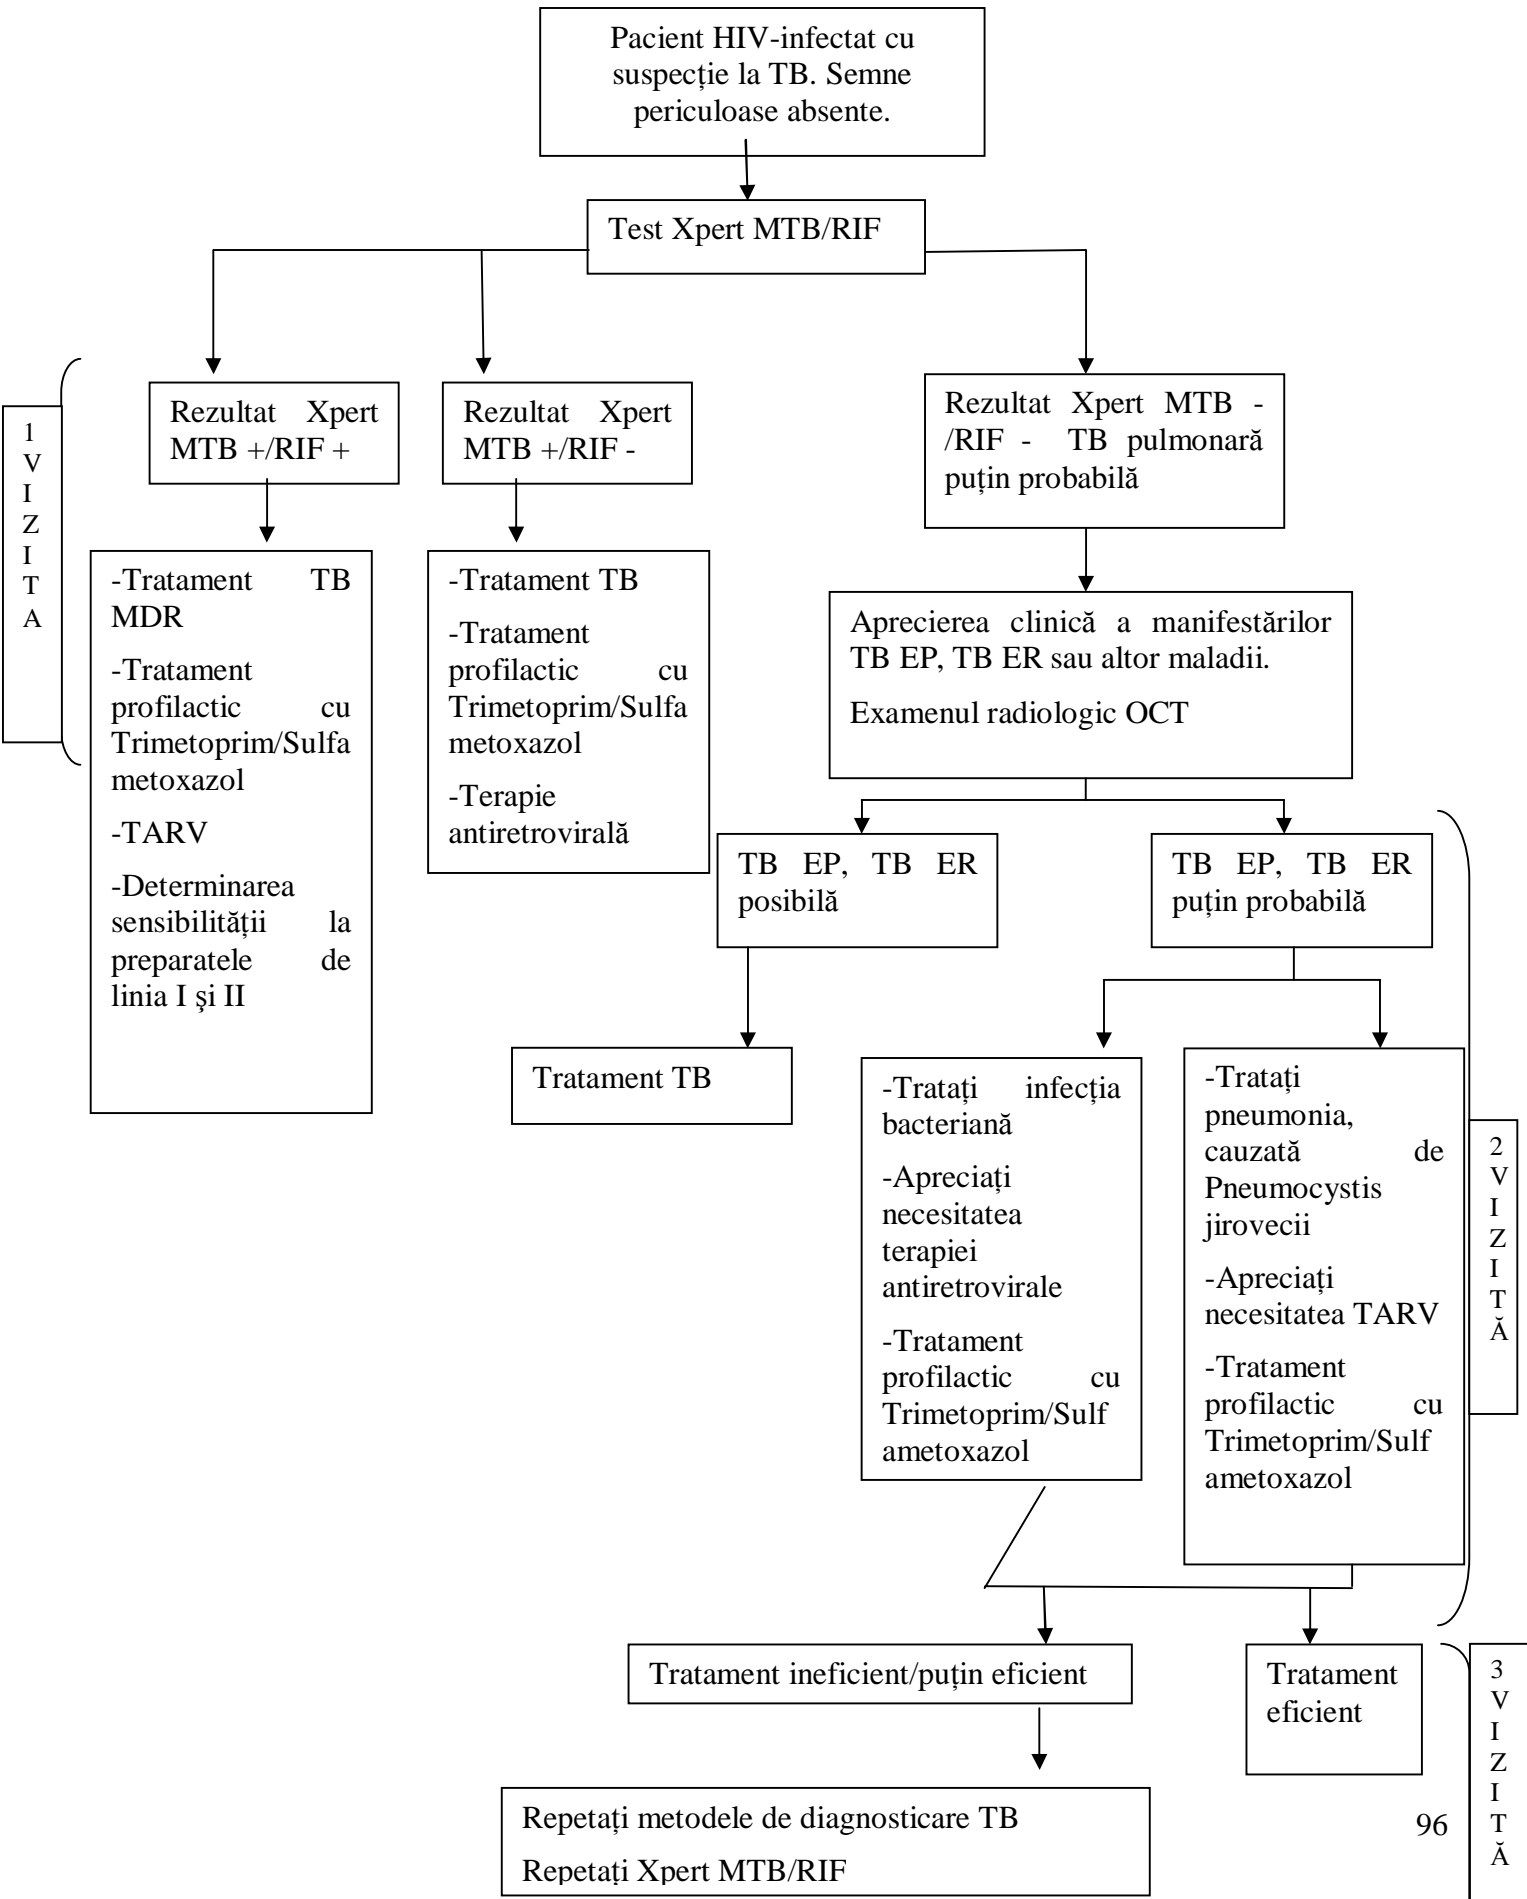 Pacient HIV-infectat cu
suspecție la TB. Semne
periculoase absente.
Test Xpert MTB/RIF
1
V
I
Z
I
T
A
Rezultat Xpert
MTB +/RIF +
Rezultat Xpert
MTB +/RIF -
Rezultat Xpert MTB -
/RIF - TB pulmonară
puțin probabilă
-Tratament TB
MDR
-Tratament
profilactic cu
Trimetoprim/Sulfa
metoxazol
-TARV
-Determinarea
sensibilității la
preparatele de
linia I şi II
-Tratament TB
-Tratament
profilactic cu
Trimetoprim/Sulfa
metoxazol
-Terapie
antiretrovirală
Aprecierea clinică a manifestărilor
TB EP, TB ER sau altor maladii.
Examenul radiologic OCT
TB EP, TB ER
posibilă
TB EP, TB ER
puțin probabilă
Tratament TB
-Tratați infecția
bacteriană
-Apreciați
necesitatea
terapiei
antiretrovirale
-Tratament
profilactic cu
Trimetoprim/Sulf
ametoxazol
-Tratați
pneumonia,
cauzată de
Pneumocystis
jirovecii
-Apreciați
necesitatea TARV
-Tratament
profilactic cu
Trimetoprim/Sulf
ametoxazol
2
V
I
Z
I
T
Ă
Tratament ineficient/puțin eficient
Tratament
eficient
3
V
I
Z
I
T
Ă
Repetați metodele de diagnosticare TB
Repetați Xpert MTB/RIF
96